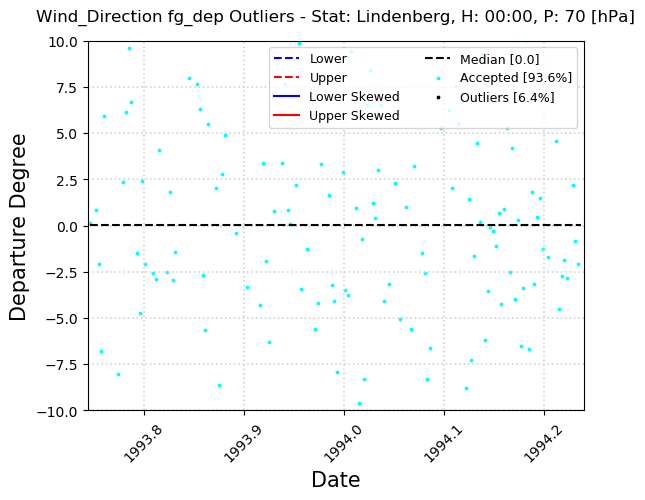 Wind_Direction fg_dep Outliers - Stat: Lindenberg, H: 00:00, P: 70 [hPa]
Lower
Upper
Lower Skewed
Upper Skewed
Median [0.0]
Accepted [93.6%]
Outliers [6.4%]
Departure Degree
10.0
7.5
5.0
2.5
0.0
−2.5
−5.0
−7.5
−10.0
1993.8
1993.9
1994.0
1994.1
1994.2
Date